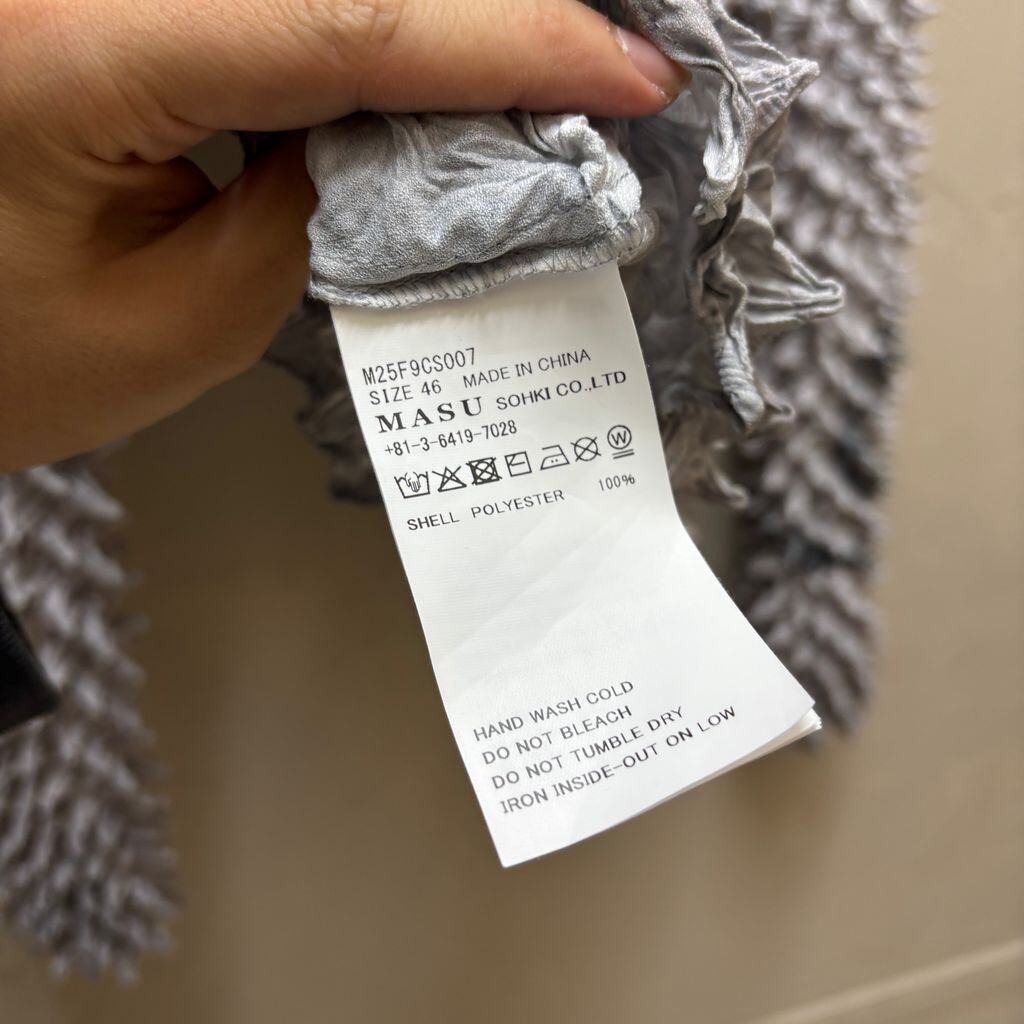 M25F9CS007
SIZE 46 MADE IN CHINA
MASU SOHKI CO.,LTD
+81-3-6419-7028
W
SHELL POLYESTER 100%
HAND WASH COLD
DO NOT BLEACH
DO NOT TUMBLE DRY
IRON INSIDE-OUT ON LOW